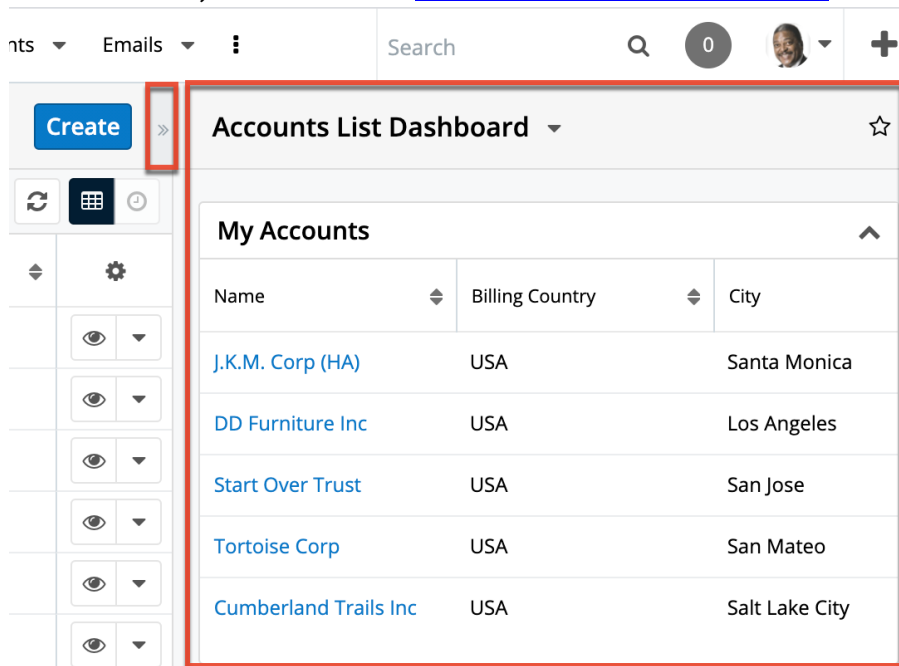 Emails
Search
0
Create
Accounts List Dashboard
My Accounts
Name Billing Country City
J.K.M. Corp (HA) USA Santa Monica
DD Furniture Inc USA Los Angeles
Start Over Trust USA San Jose
Tortoise Corp USA San Mateo
Cumberland Trails Inc USA Salt Lake City